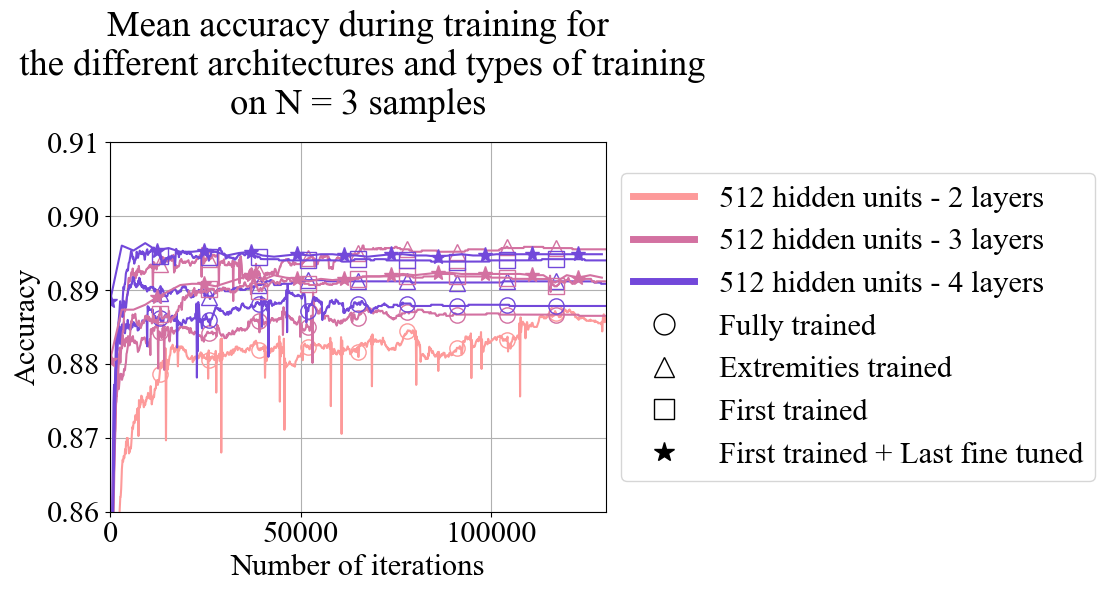 Mean accuracy during training for
the different architectures and types of training
on N = 3 samples
0.91
0.90
0.89
0.88
0.87
0.86
Accuracy
0
50000
100000
Number of iterations
512 hidden units - 2 layers
512 hidden units - 3 layers
512 hidden units - 4 layers
Fully trained
Extremities trained
First trained
First trained + Last fine tuned